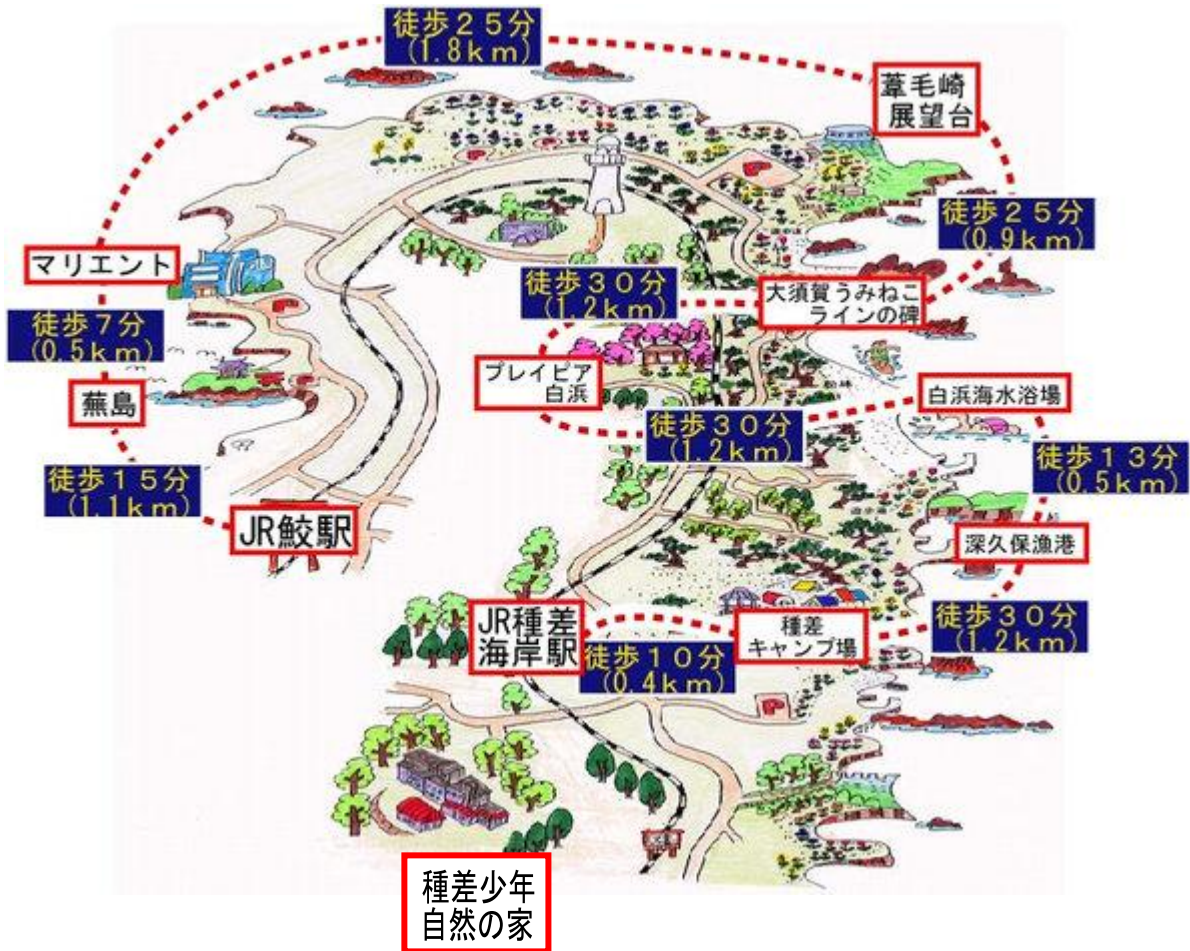 徒歩25分
(1.8km)
葦毛崎
展望台
徒歩25分
(0.9km)
マリエント
徒歩30分
(1.2km)
大須賀うみねこ
ラインの碑
徒歩7分
(0.5km)
プレイピア
白浜
蕪島
白浜海水浴場
徒歩30分
(1.2km)
徒歩13分
(0.5km)
徒歩15分
(1.1km)
JR鮫駅
深久保漁港
JR種差
海岸駅
種差
キャンプ場
徒歩30分
(1.2km)
徒歩10分
(0.4km)
P
P
P
P
P
P
種差少年
自然の家